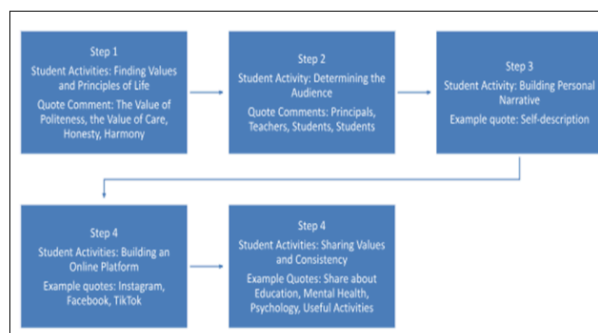 Step 1
Student Activities: Finding Values
and Principles of Life
Quote Comment: The Value of
Politeness, the Value of Care,
Honesty, Harmony
Step 2
Student Activity: Determining the
Audience
Quote Comments: Principals,
Teachers, Students, Students
Step 3
Student Activity: Building Personal
Narrative
Example quote: Self-description
Step 4
Student Activities: Building an
Online Platform
Example quotes: Instagram,
Facebook, TikTok
Step 4
Student Activities: Sharing Values
and Consistency
Example Quotes: Share about
Education, Mental Health,
Psychology, Useful Activities